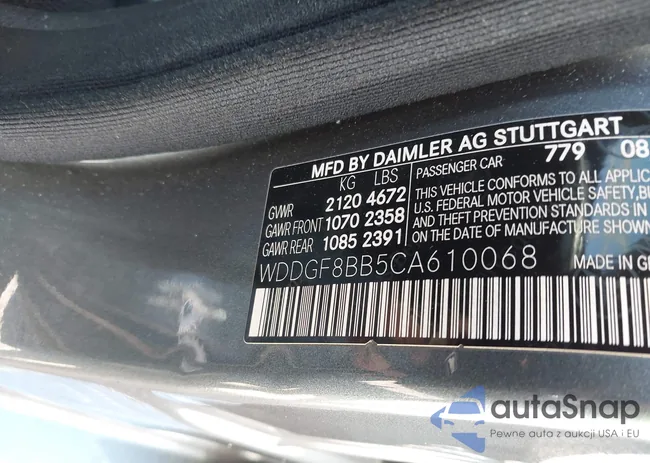 MFD BY DAIMLER AG STUTTGART
KG LBS
GVWR 2120 4672
GAWR FRONT 1070 2358
GAWR REAR 1085 2391
PASSENGER CAR 779 08
THIS VEHICLE CONFORMS TO ALL
U.S. FEDERAL MOTOR VEHICLE SAFETY,
AND THEFT PREVENTION STANDARDS IN
DATE OF MANUFACTURE SHOWN
WDDGF8BB5CA610068
MADE IN
autaSnap
Pewne auta z aukcji USA i EU